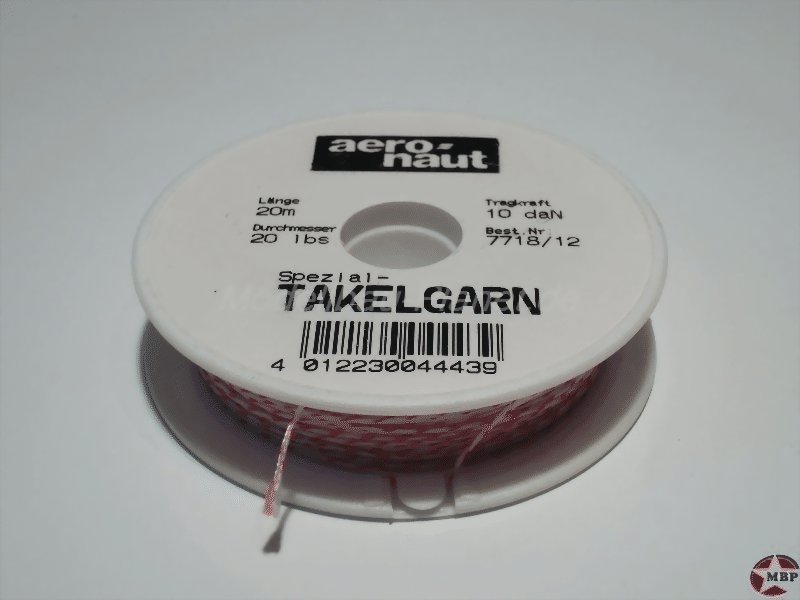 aero-
naut
Länge
20m
Tragkraft
10 daN
Durchmesser
20 lbs
Best.Nr.
7718/12
Spezial-
TAKELGARN
4 012230044439
MBP